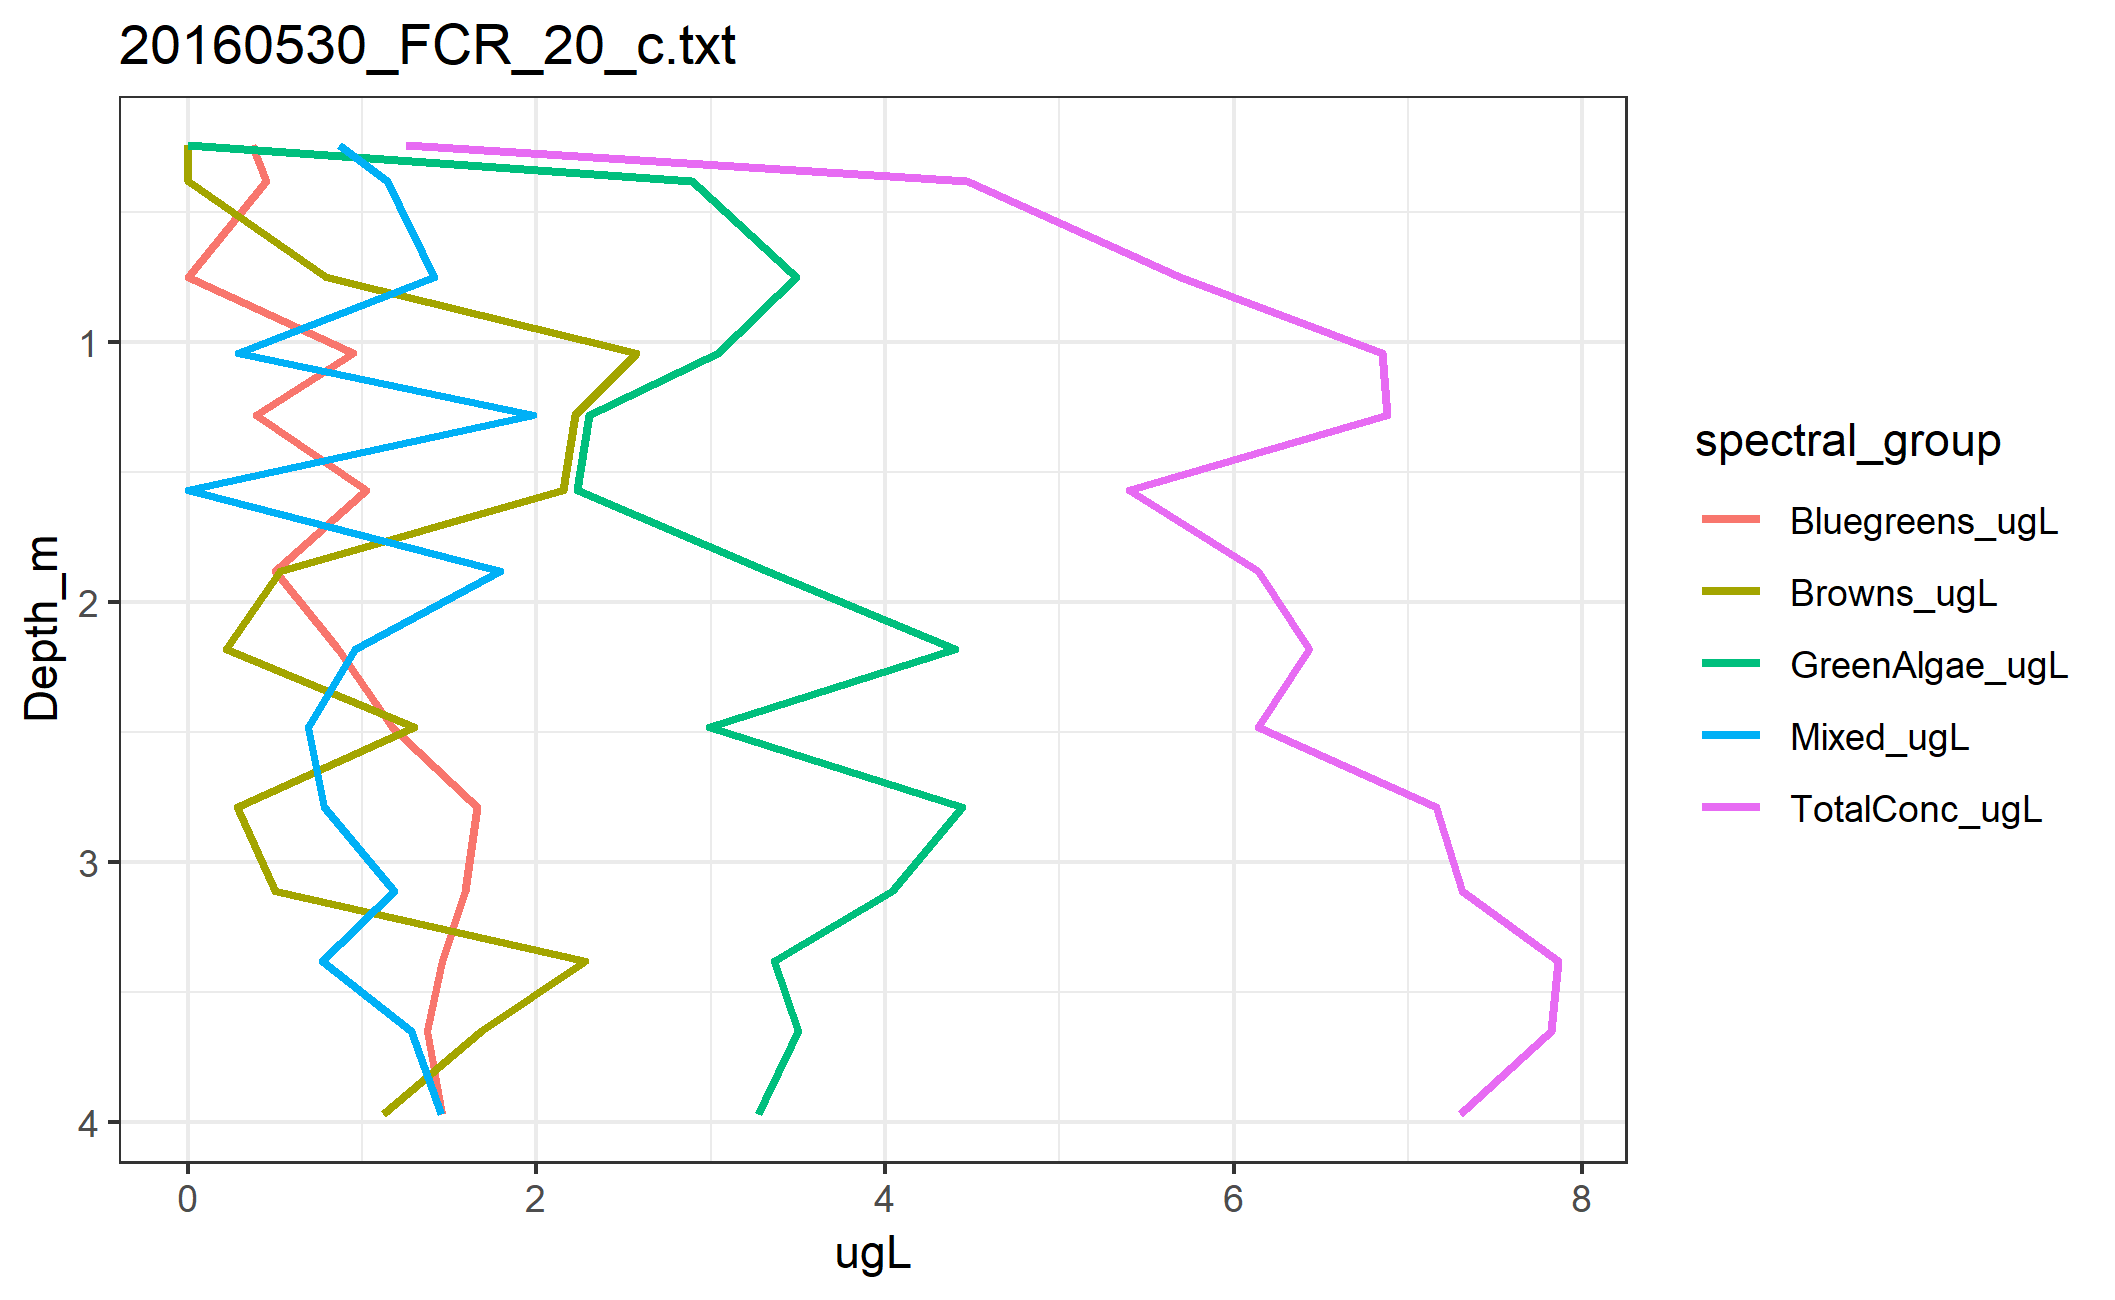 20160530_FCR_20_c.txt
Depth_m
1
2
3
4
0 2 4 6 8
ugL
spectral_group
Bluegreens_ugL
Browns_ugL
GreenAlgae_ugL
Mixed_ugL
TotalConc_ugL